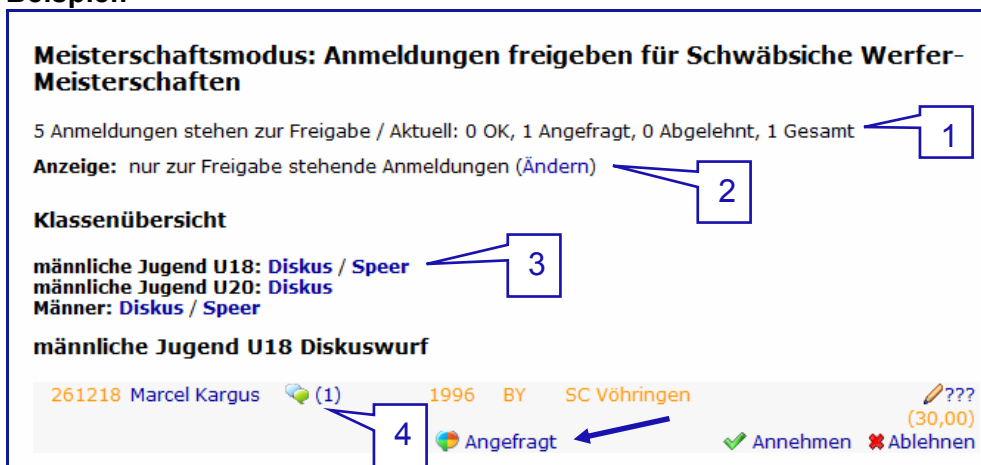 Beispiel:
Meisterschaftsmodus: Anmeldungen freigeben für Schwäbsiche Werfer-
Meisterschaften
5 Anmeldungen stehen zur Freigabe / Aktuell: 0 OK, 1 Angefragt, 0 Abgelehnt, 1 Gesamt
1
Anzeige: nur zur Freigabe stehende Anmeldungen (Ändern)
2
Klassenübersicht
männliche Jugend U18: Diskus / Speer
3
männliche Jugend U20: Diskus
Männer: Diskus / Speer
männliche Jugend U18 Diskuswurf
261218 Marcel Kargus (1) 1996 BY SC Vöhringen ???
(30,00)
4
Angefragt Annehmen Ablehnen